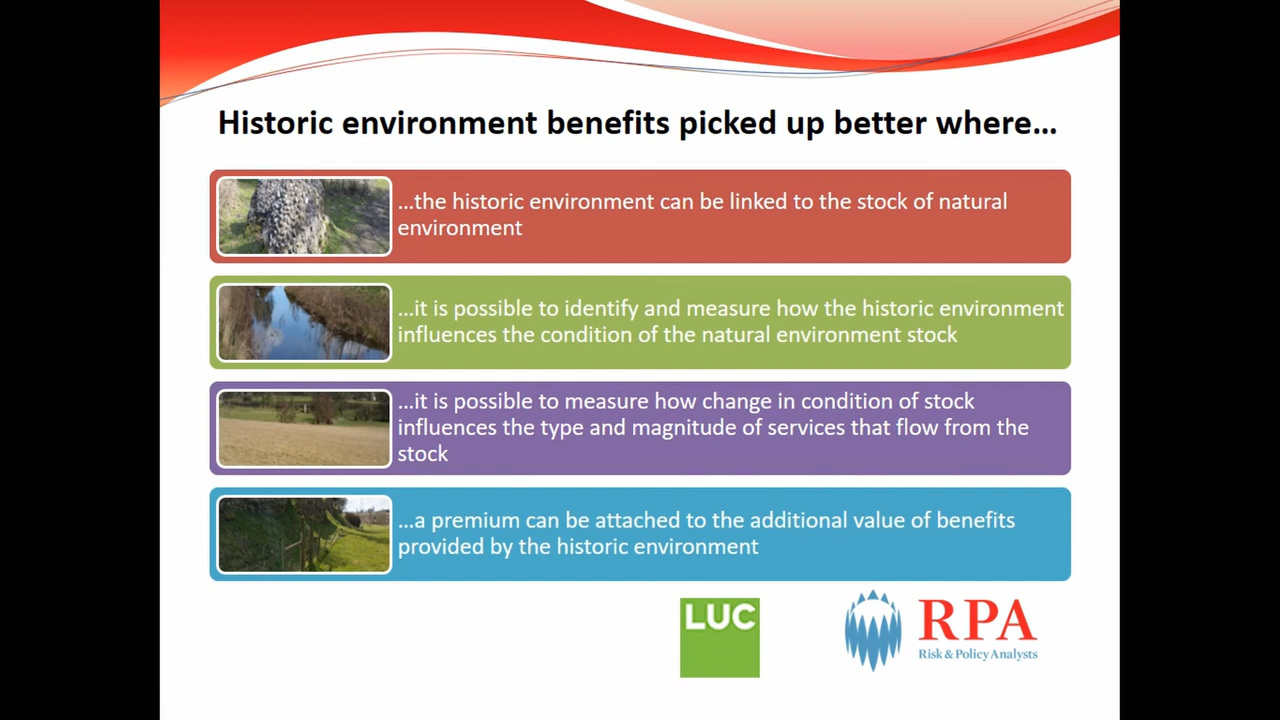 Historic environment benefits picked up better where...
...the historic environment can be linked to the stock of natural
environment
...it is possible to identify and measure how the historic environment
influences the condition of the natural environment stock
...it is possible to measure how change in condition of stock
influences the type and magnitude of services that flow from the
stock
...a premium can be attached to the additional value of benefits
provided by the historic environment
LUC
RPA
Risk & Policy Analysts